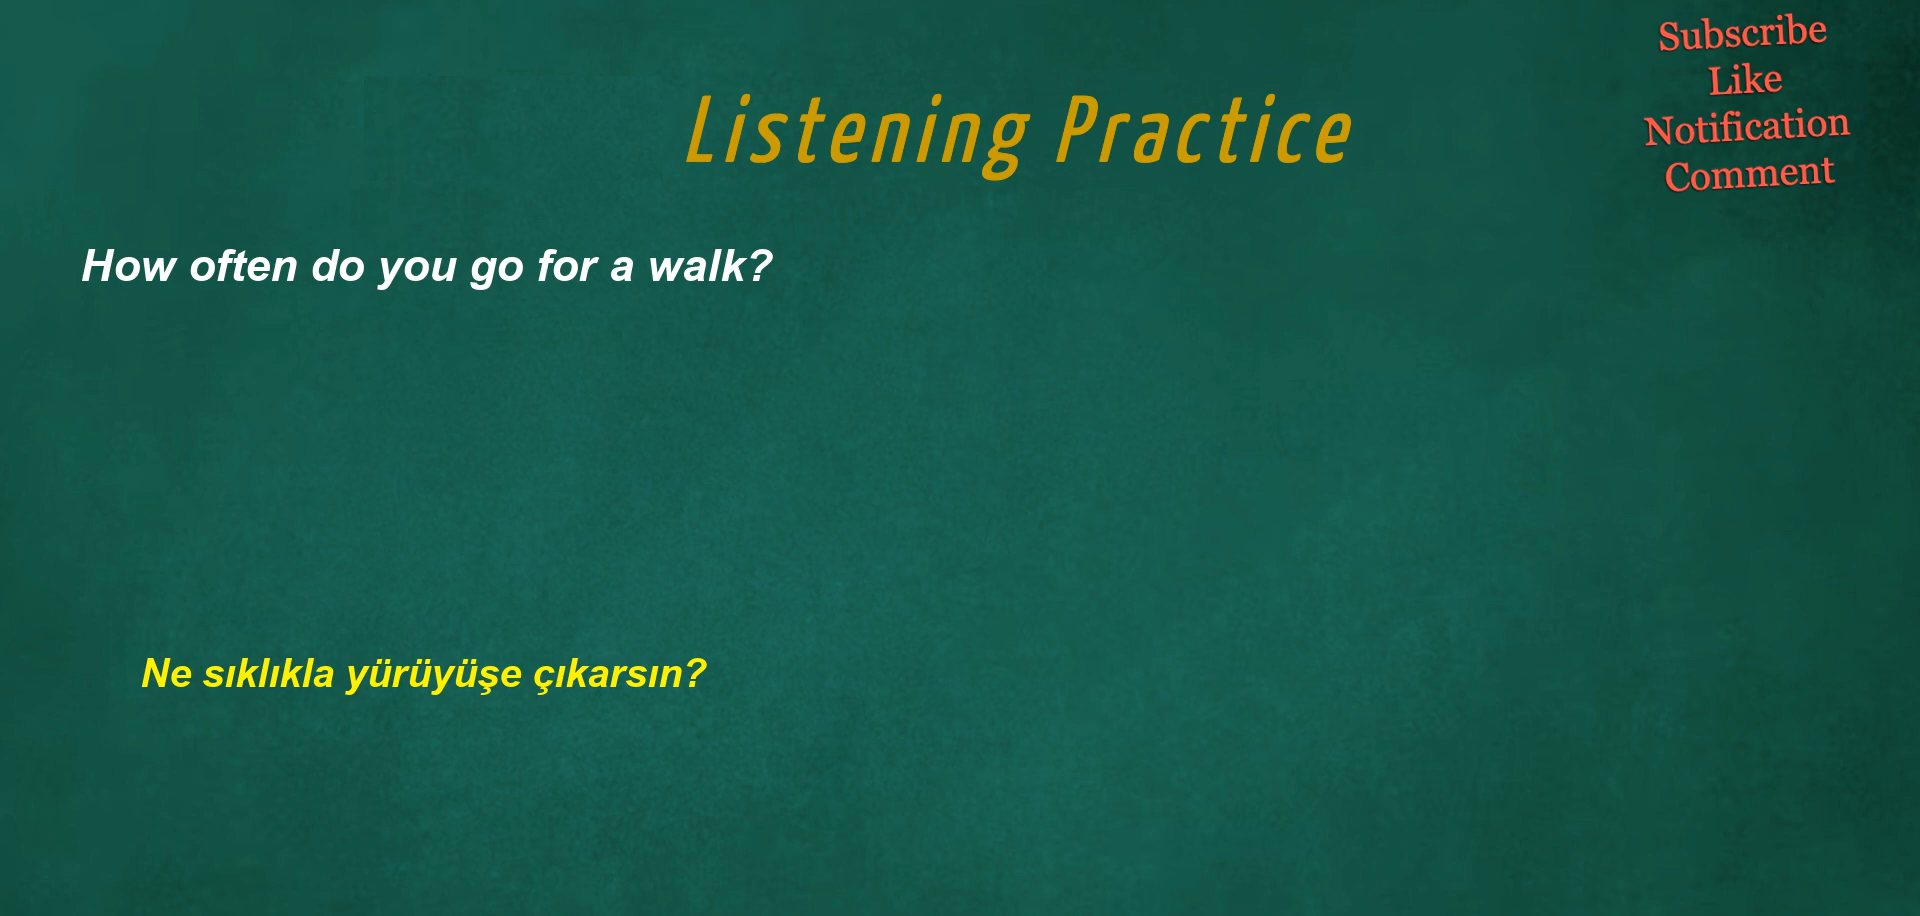 Subscribe
Like
Notification
Comment
Listening Practice
How often do you go for a walk?
Ne sıklıkla yürüyüşe çıkarsın?